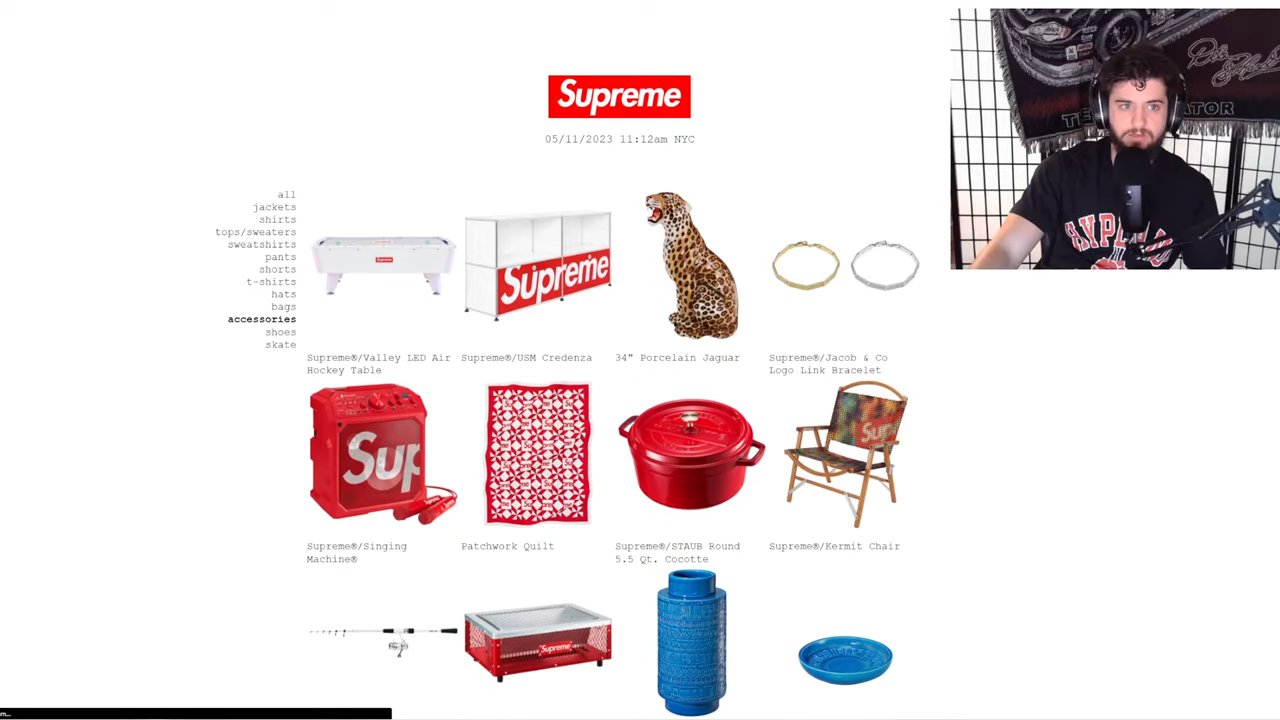 Supreme
05/11/2023 11:12am NYC
all
jackets
shirts
tops/sweaters
sweatshirts
pants
shorts
t-shirts
hats
bags
accessories
shoes
skate
Supreme
Supreme®/Valley LED Air
Hockey Table
Supreme®/USM Credenza
34" Porcelain Jaguar
Supreme®/Jacob & Co
Logo Link Bracelet
Sup
Supreme®/Singing
Machine®
Patchwork Quilt
Supreme®/STAUB Round
5.5 Qt. Cocotte
Sup
Supreme®/Kermit Chair
Supreme